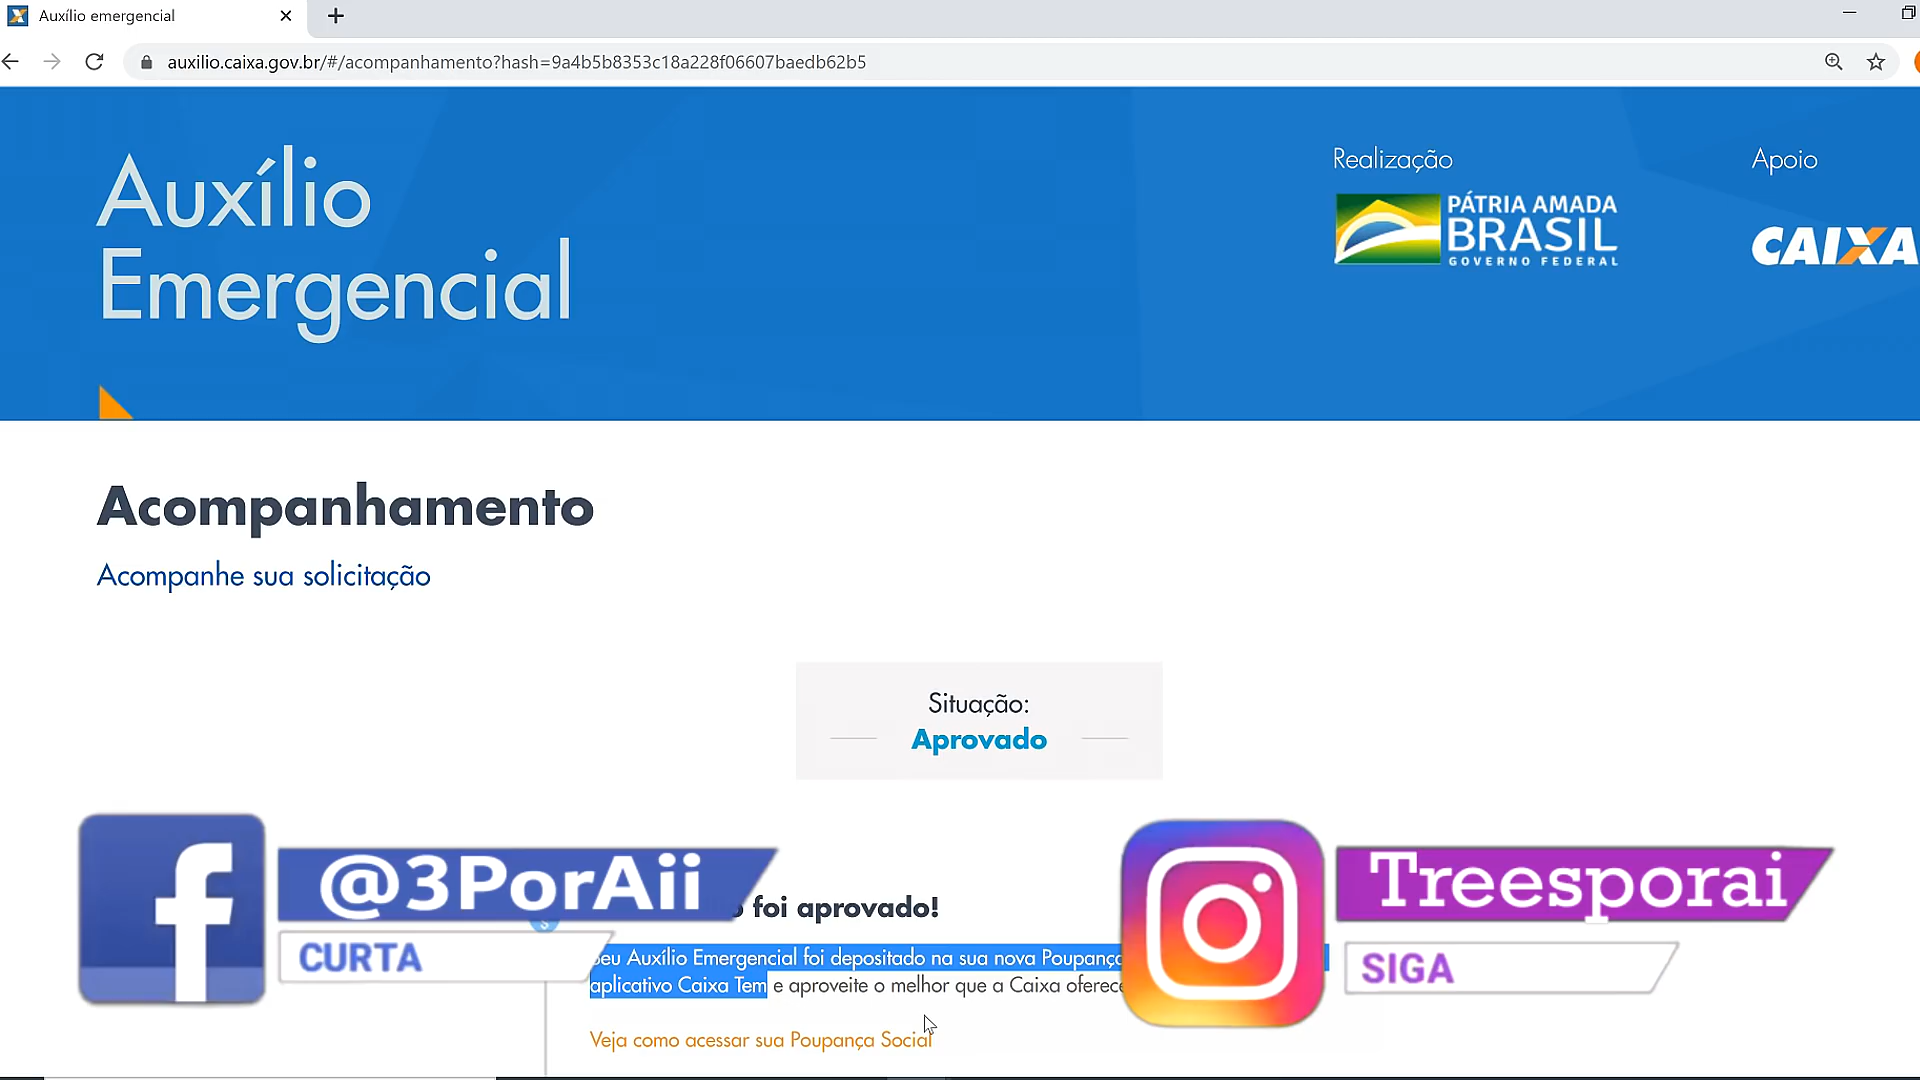 Auxílio emergencial
auxilio.caixa.gov.br/#/acompanhamento?hash=9a4b5b8353c18a228f06607baedb62b5
Auxílio
Emergencial
Realização
PÁTRIA AMADA
BRASIL
GOVERNO FEDERAL
Apoio
CAIXA
Acompanhamento
Acompanhe sua solicitação
Situação:
Aprovado
@3PorAii
CURTA
foi aprovado!
Seu Auxílio Emergencial foi depositado na sua nova Poupança
aplicativo Caixa Tem e aproveite o melhor que a Caixa oferece
Veja como acessar sua Poupança Social
Treesporai
SIGA